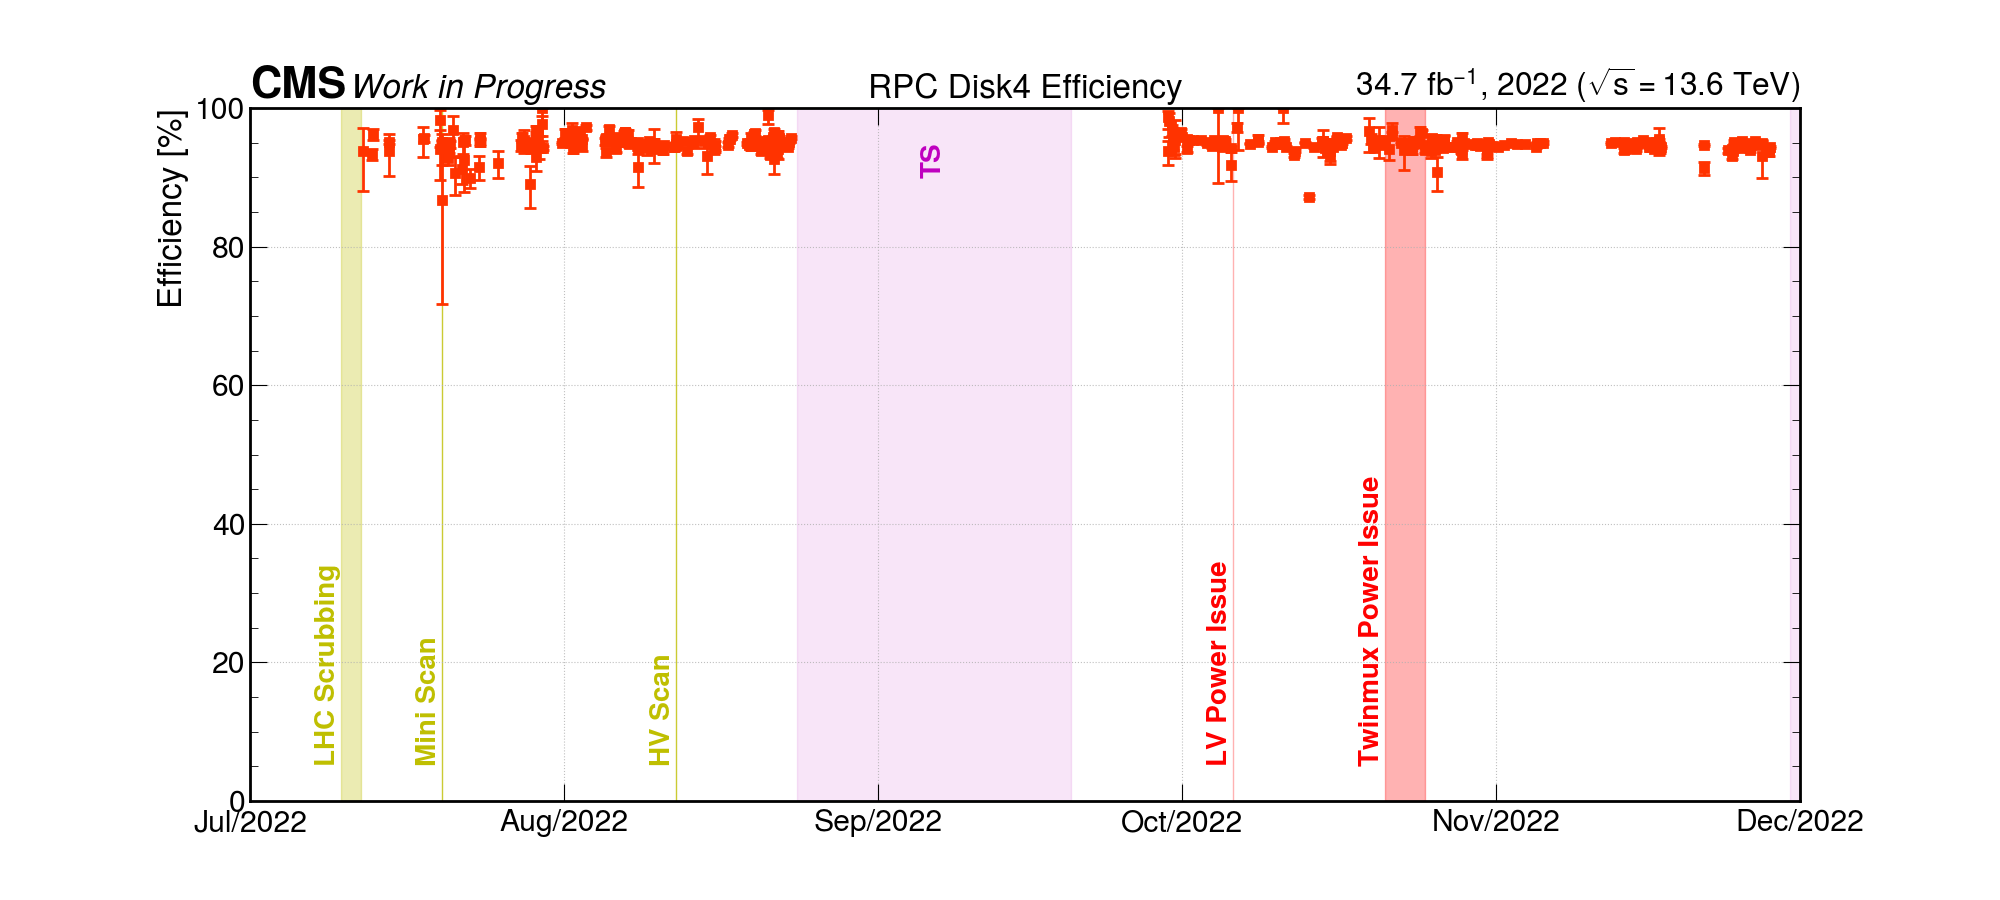 CMS Work in Progress
RPC Disk4 Efficiency
34.7 fb⁻¹, 2022 (√s = 13.6 TeV)
Efficiency [%]
100
80
60
40
20
0
LHC Scrubbing
Mini Scan
HV Scan
TS
LV Power Issue
Twinmux Power Issue
Jul/2022
Aug/2022
Sep/2022
Oct/2022
Nov/2022
Dec/2022